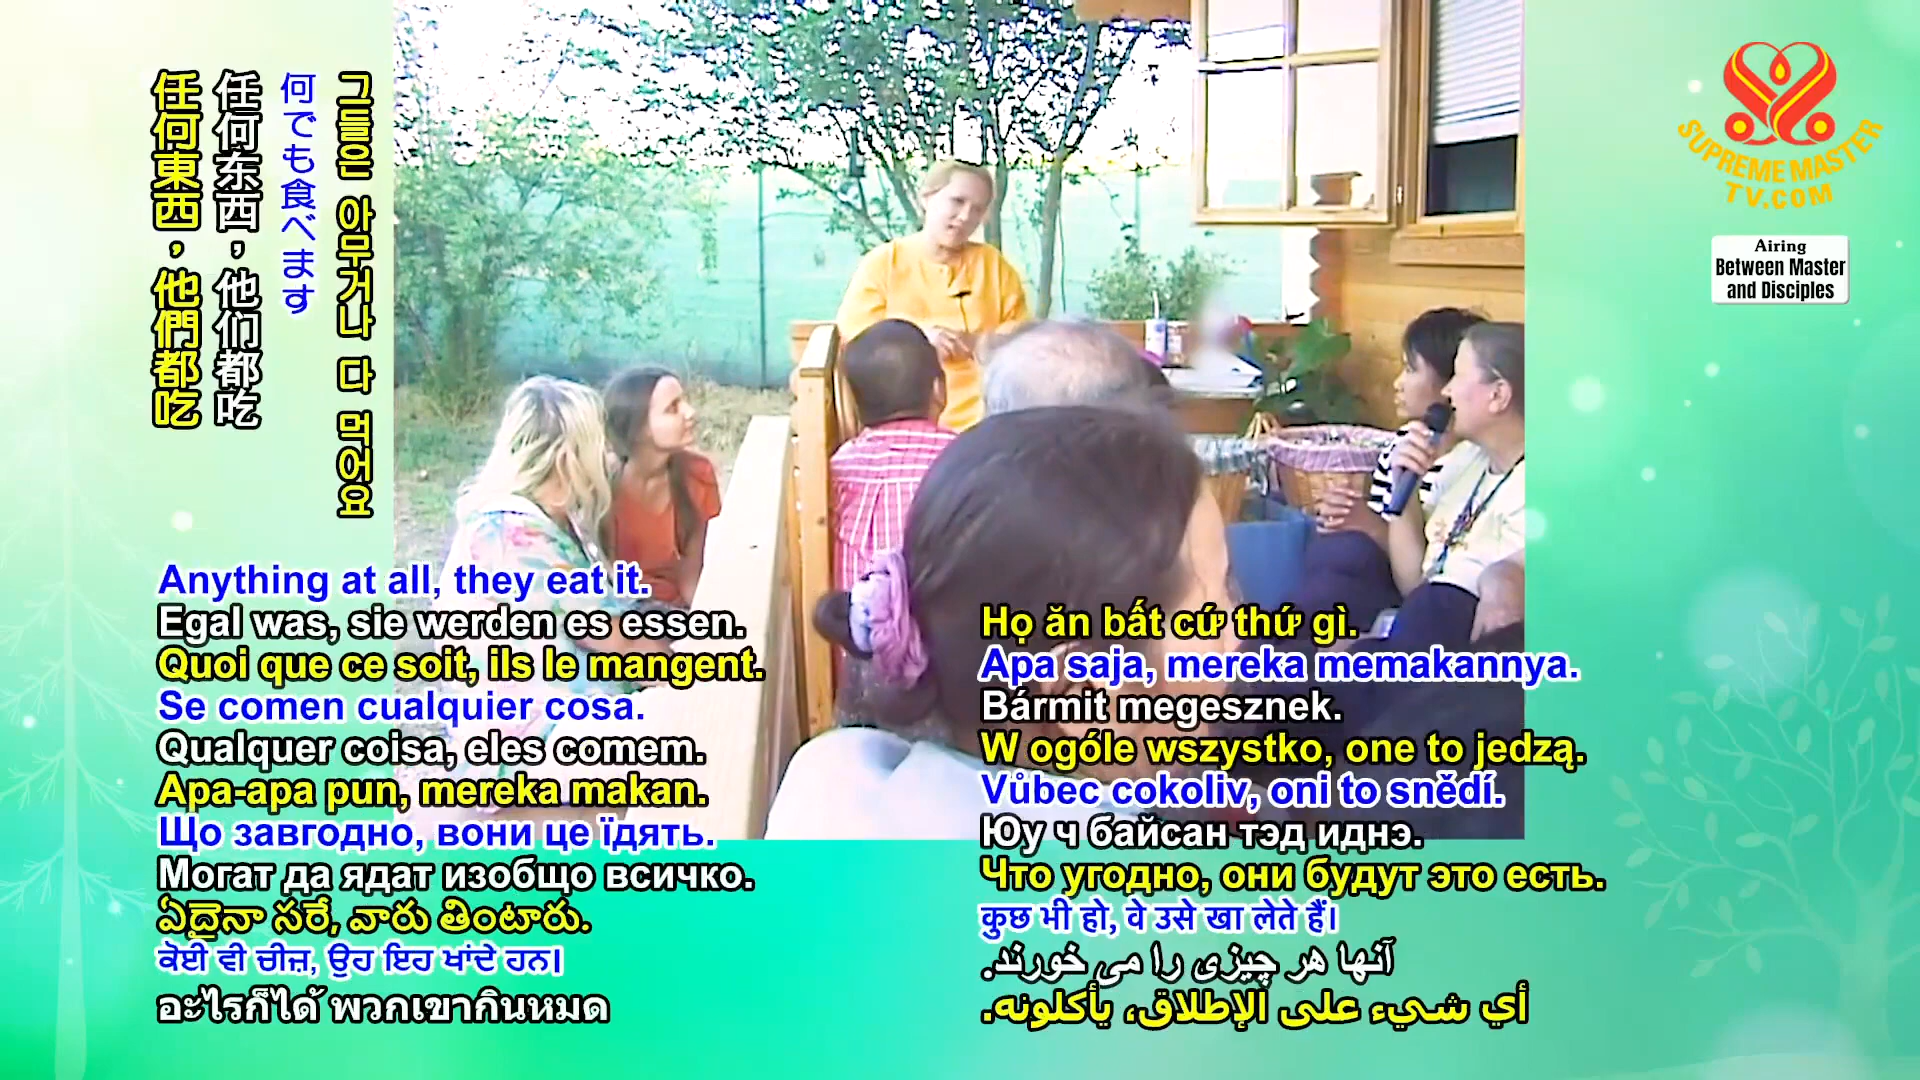 任何東西，他們都吃
任何东西，他们都吃
何でも食べます
그들은 아무거나 다 먹어요
SUPREME MASTER
TV.COM
Airing
Between Master
and Disciples
Anything at all, they eat it.
Egal was, sie werden es essen.
Quoi que ce soit, ils le mangent.
Se comen cualquier cosa.
Qualquer coisa, eles comem.
Apa-apa pun, mereka makan.
Що завгодно, вони це їдять.
Могат да ядат изобщо всичко.
ఏదైనా సరే, వారు తింటారు.
ਕੋਈ ਵੀ ਚੀਜ਼, ਉਹ ਇਹ ਖਾਂਦੇ ਹਨ।
อะไรก็ได้ พวกเขากินหมด
Họ ăn bất cứ thứ gì.
Apa saja, mereka memakannya.
Bármit megesznek.
W ogóle wszystko, one to jedzą.
Vůbec cokoliv, oni to snědí.
Юу ч байсан тэд иднэ.
Что угодно, они будут это есть.
कुछ भी हो, वे उसे खा लेते हैं।
آنها هر چیزی را می خورند.
أي شيء على الإطلاق، يأكلونه.